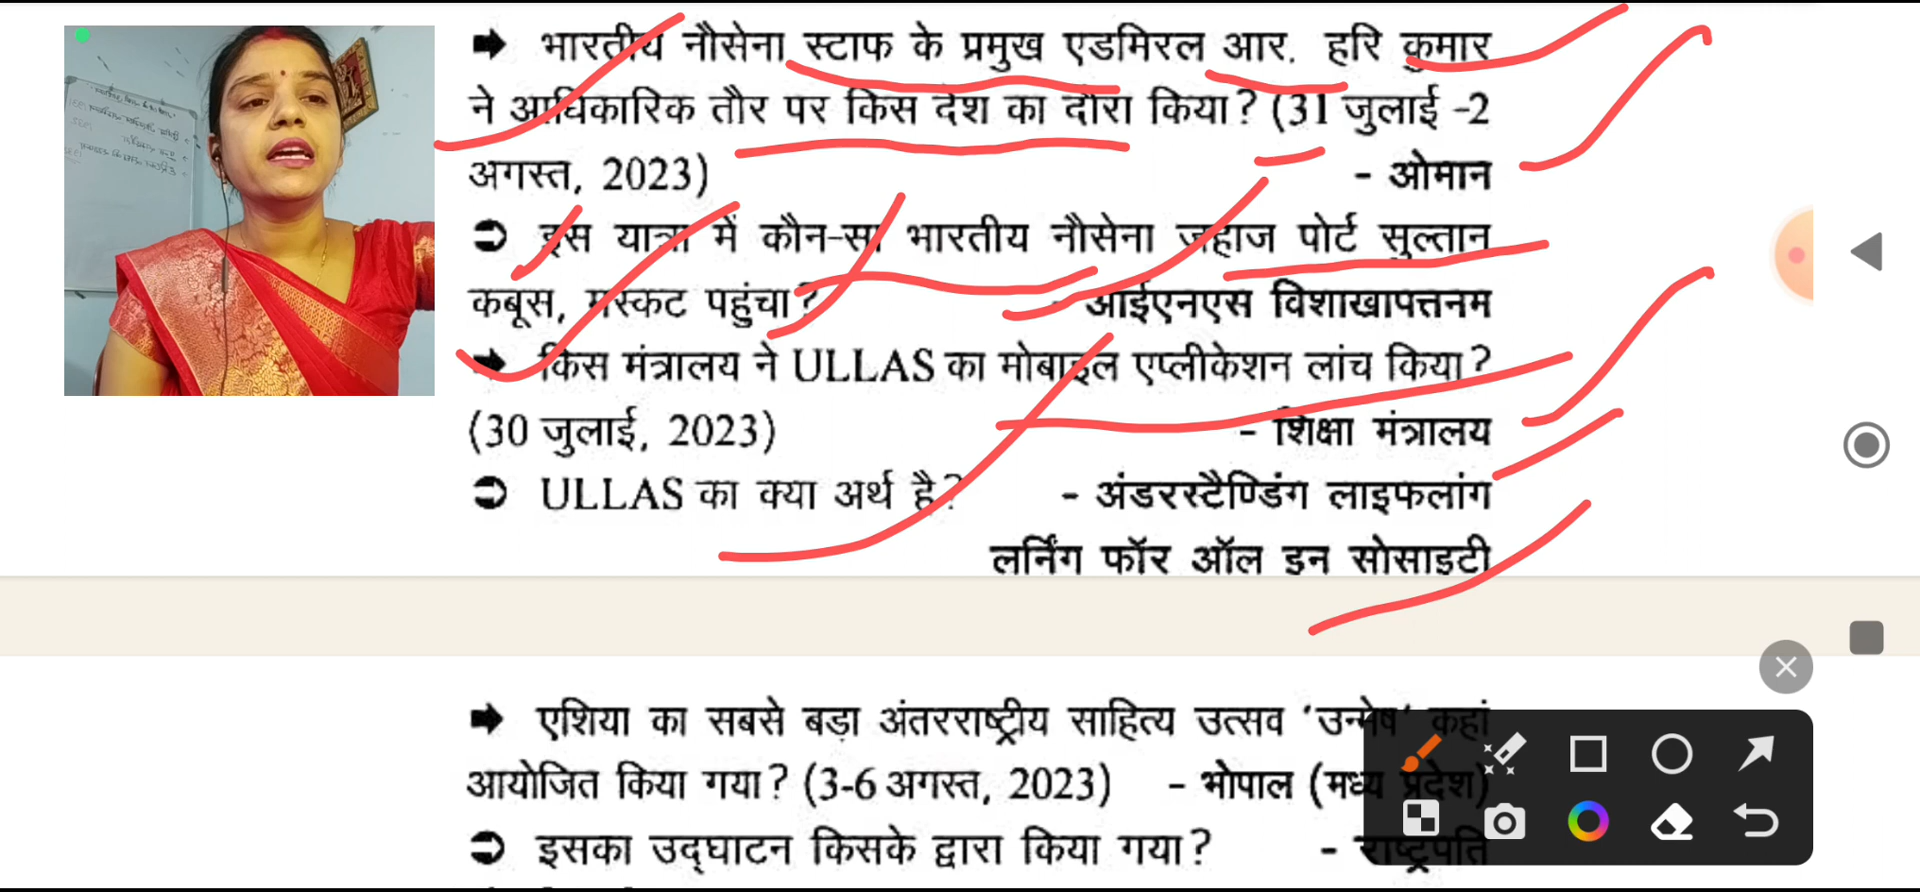 ➡ भारतीय नौसेना स्टाफ के प्रमुख एडमिरल आर. हरि कुमार
ने आधिकारिक तौर पर किस देश का दौरा किया? (31 जुलाई -2
अगस्त, 2023) - ओमान
➲ इस यात्रा में कौन-सा भारतीय नौसेना जहाज पोर्ट सुल्तान
कबूस, मस्कट पहुंचा? - आईएनएस विशाखापत्तनम
➡ किस मंत्रालय ने ULLAS का मोबाइल एप्लीकेशन लांच किया?
(30 जुलाई, 2023) - शिक्षा मंत्रालय
➲ ULLAS का क्या अर्थ है? - अंडरस्टैण्डिंग लाइफलांग
लर्निंग फॉर ऑल इन सोसाइटी
➡ एशिया का सबसे बड़ा अंतरराष्ट्रीय साहित्य उत्सव ‘उन्मेष’ कहां
आयोजित किया गया? (3-6 अगस्त, 2023) - भोपाल (मध्य प्रदेश)
➲ इसका उद्घाटन किसके द्वारा किया गया? - राष्ट्रपति